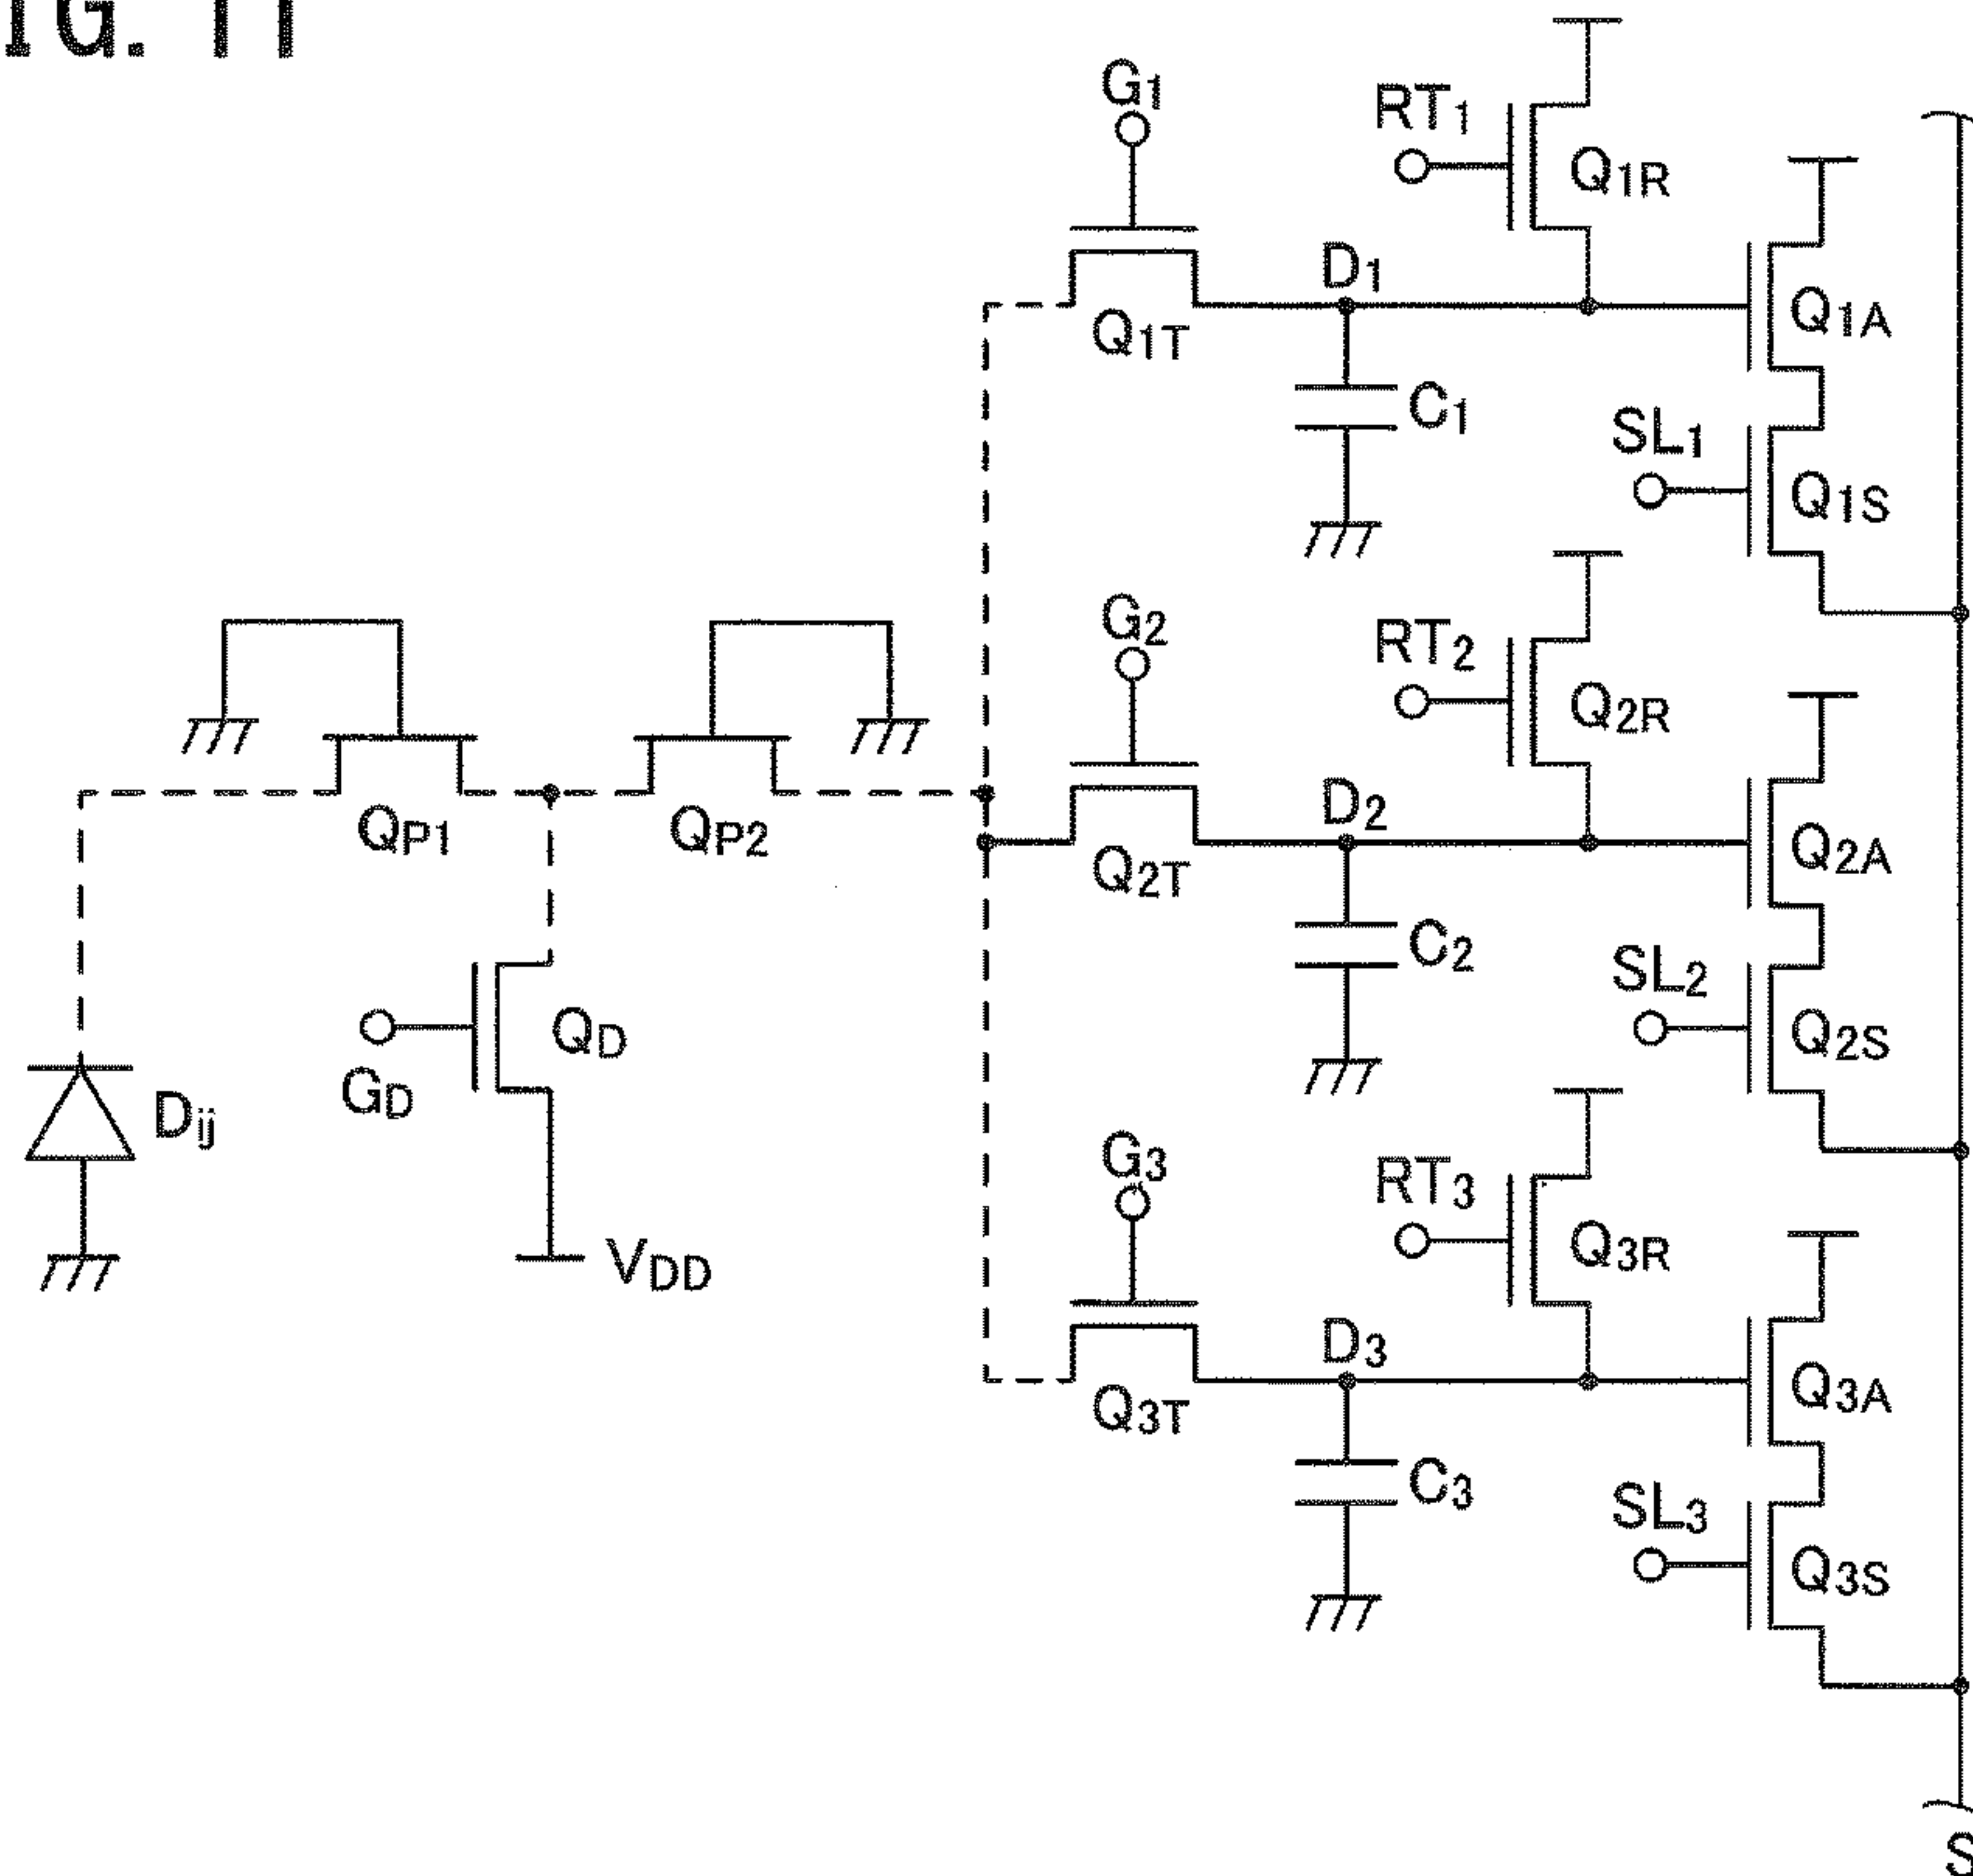 IG. 11
G1
RT1
Q1R
D1
Q1T
Q1A
C1
SL1
Q1S
G2
RT2
Q2R
D2
QP1
QP2
Q2T
Q2A
C2
SL2
Q2S
QD
GD
Dij
VDD
G3
RT3
Q3R
D3
Q3T
Q3A
C3
SL3
Q3S
S